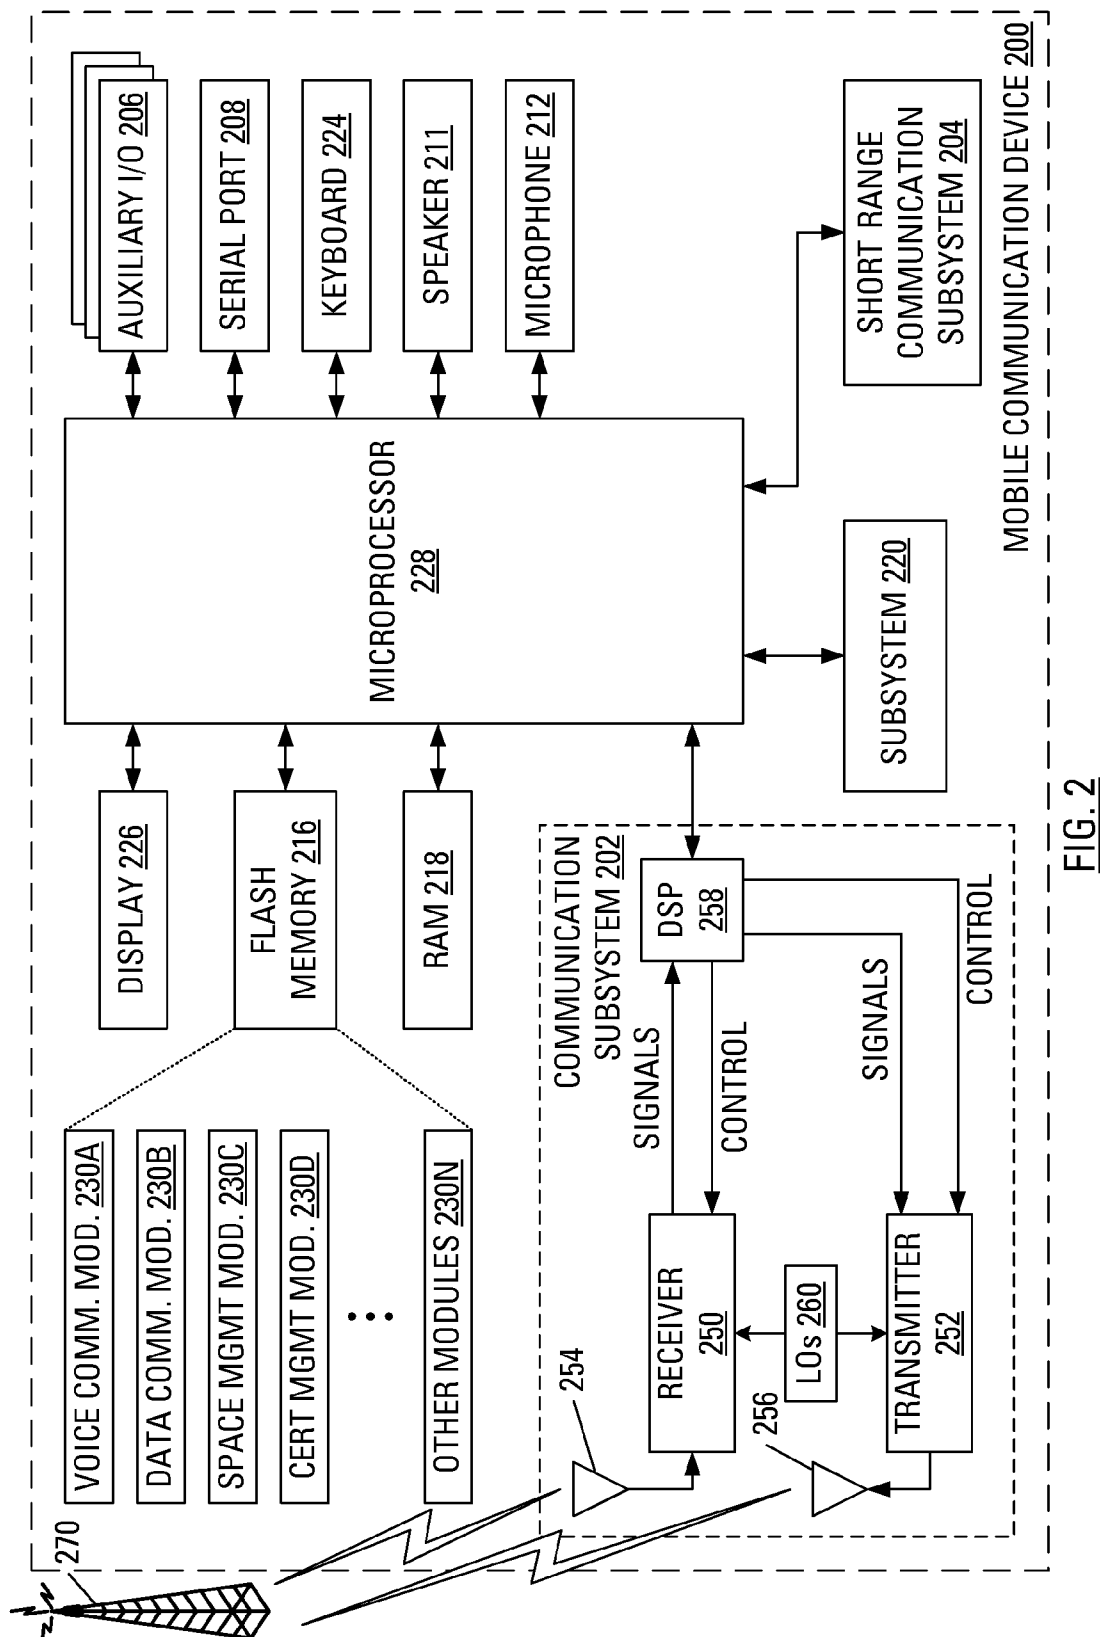 270
VOICE COMM. MOD. 230A
DATA COMM. MOD. 230B
SPACE MGMT MOD. 230C
CERT MGMT MOD. 230D
OTHER MODULES 230N
DISPLAY 226
FLASH
MEMORY 216
RAM 218
MICROPROCESSOR
228
AUXILIARY I/O 206
SERIAL PORT 208
KEYBOARD 224
SPEAKER 211
MICROPHONE 212
COMMUNICATION
SUBSYSTEM 202
254
256
RECEIVER
250
LOs 260
TRANSMITTER
252
SIGNALS
CONTROL
DSP
258
SIGNALS
CONTROL
SUBSYSTEM 220
SHORT RANGE
COMMUNICATION
SUBSYSTEM 204
MOBILE COMMUNICATION DEVICE 200
FIG. 2